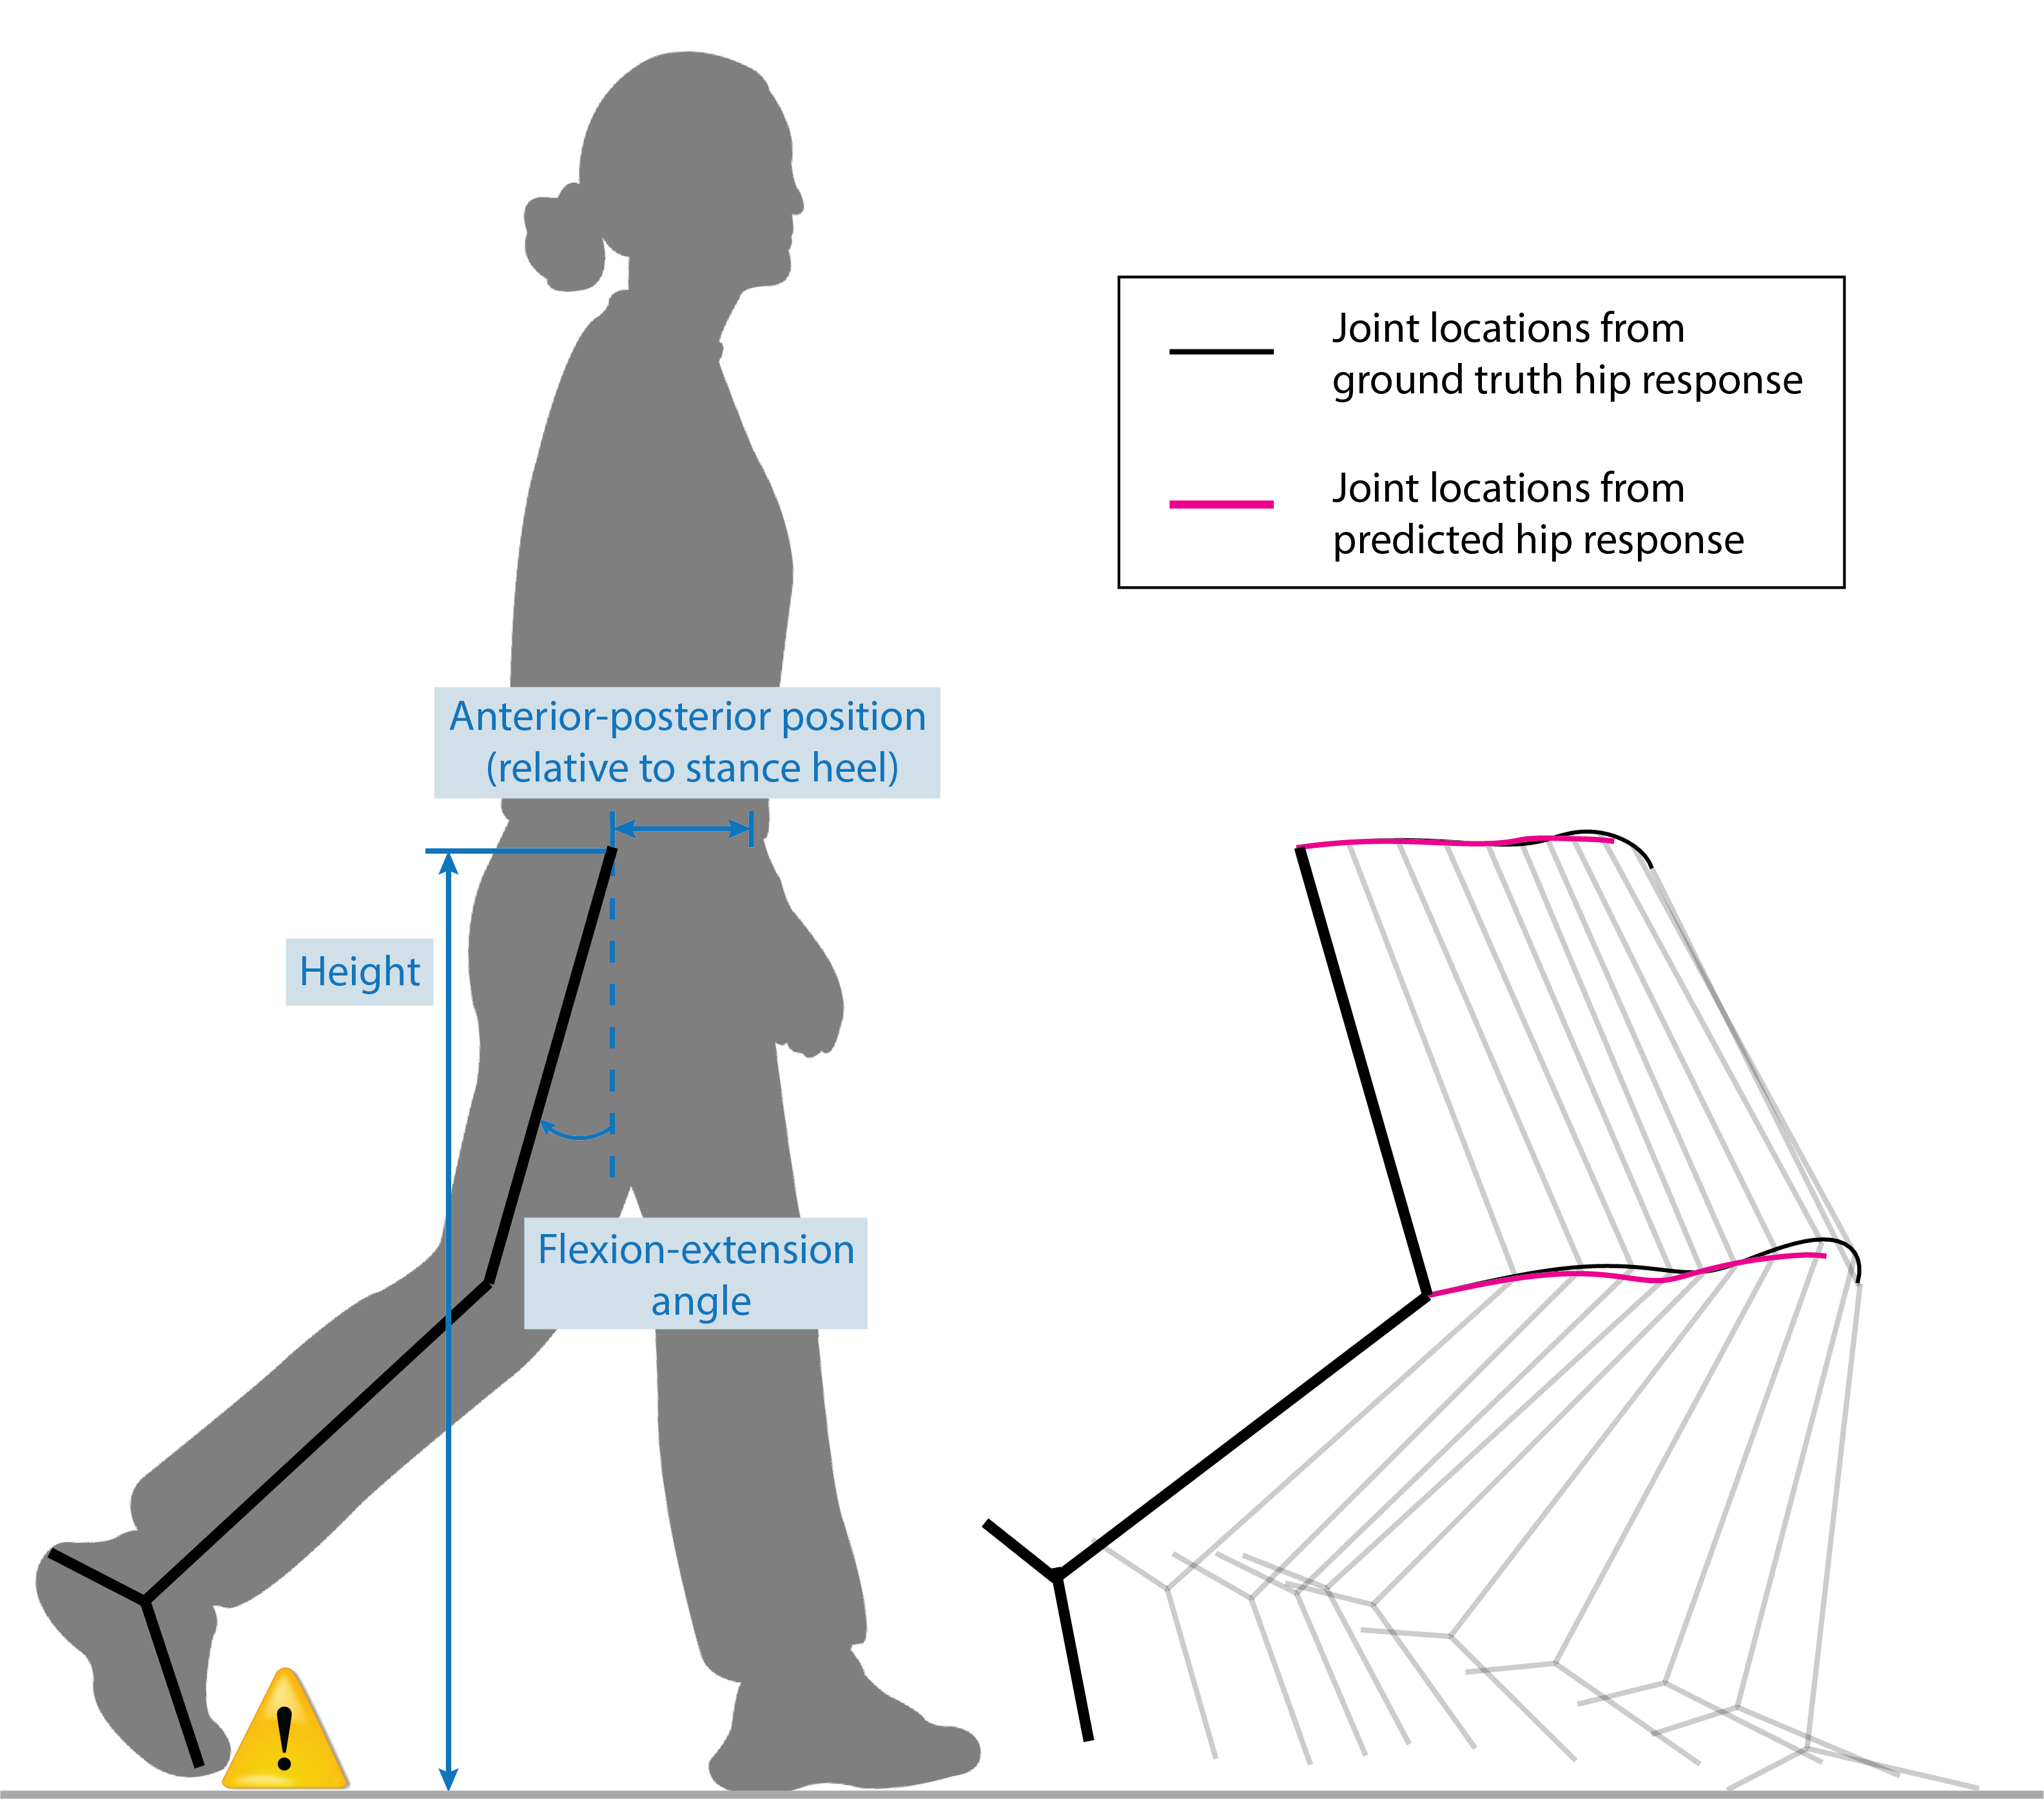 Joint locations from
ground truth hip response
Joint locations from
predicted hip response
Anterior-posterior position
(relative to stance heel)
Height
Flexion-extension
angle
!